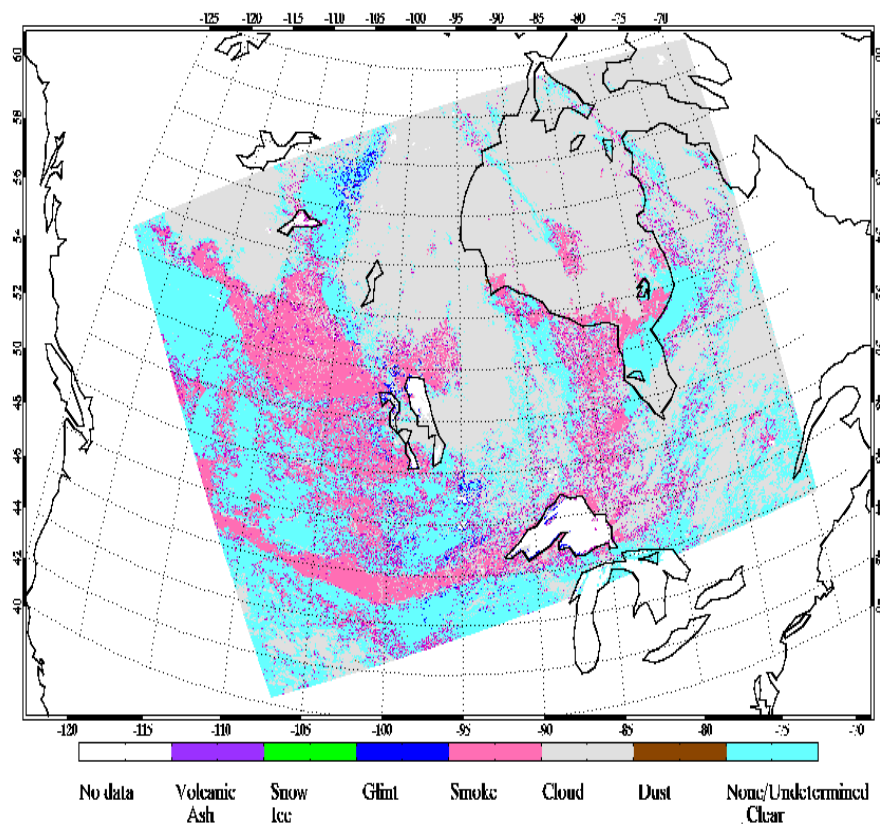 -125 -120 -115 -110 -105 -100 -95 -90 -85 -80 -75 -70
60
58
56
54
52
50
48
46
44
42
40
-120 -115 -110 -105 -100 -95 -90 -85 -80 -75 -70
No data Volcanic Snow Glint Smoke Cloud Dust None/Undetermined
Ash Ice Clear